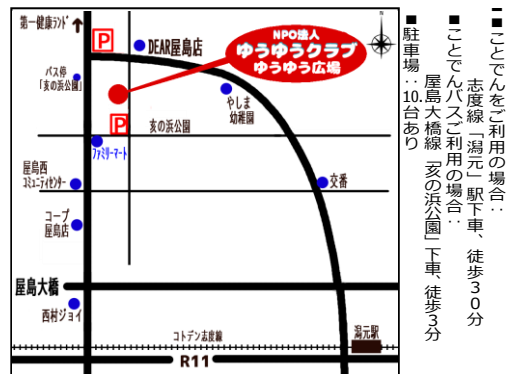 第一健康ランド
P
DEAR屋島店
NPO法人
ゆうゆうクラブ
ゆうゆう広場
N
バス停
「亥の浜公園」
やしま
幼稚園
P
亥の浜公園
ファミリーマート
屋島西
コミュニティセンター
交番
コープ
屋島店
屋島大橋
西村ジョイ
コトデン志度線
潟元駅
R11
■■ことでんをご利用の場合：
志度線「潟元」駅下車、徒歩30分
■ことでんバスご利用の場合：
屋島大橋線「亥の浜公園」下車、徒歩3分
■駐車場：10台あり